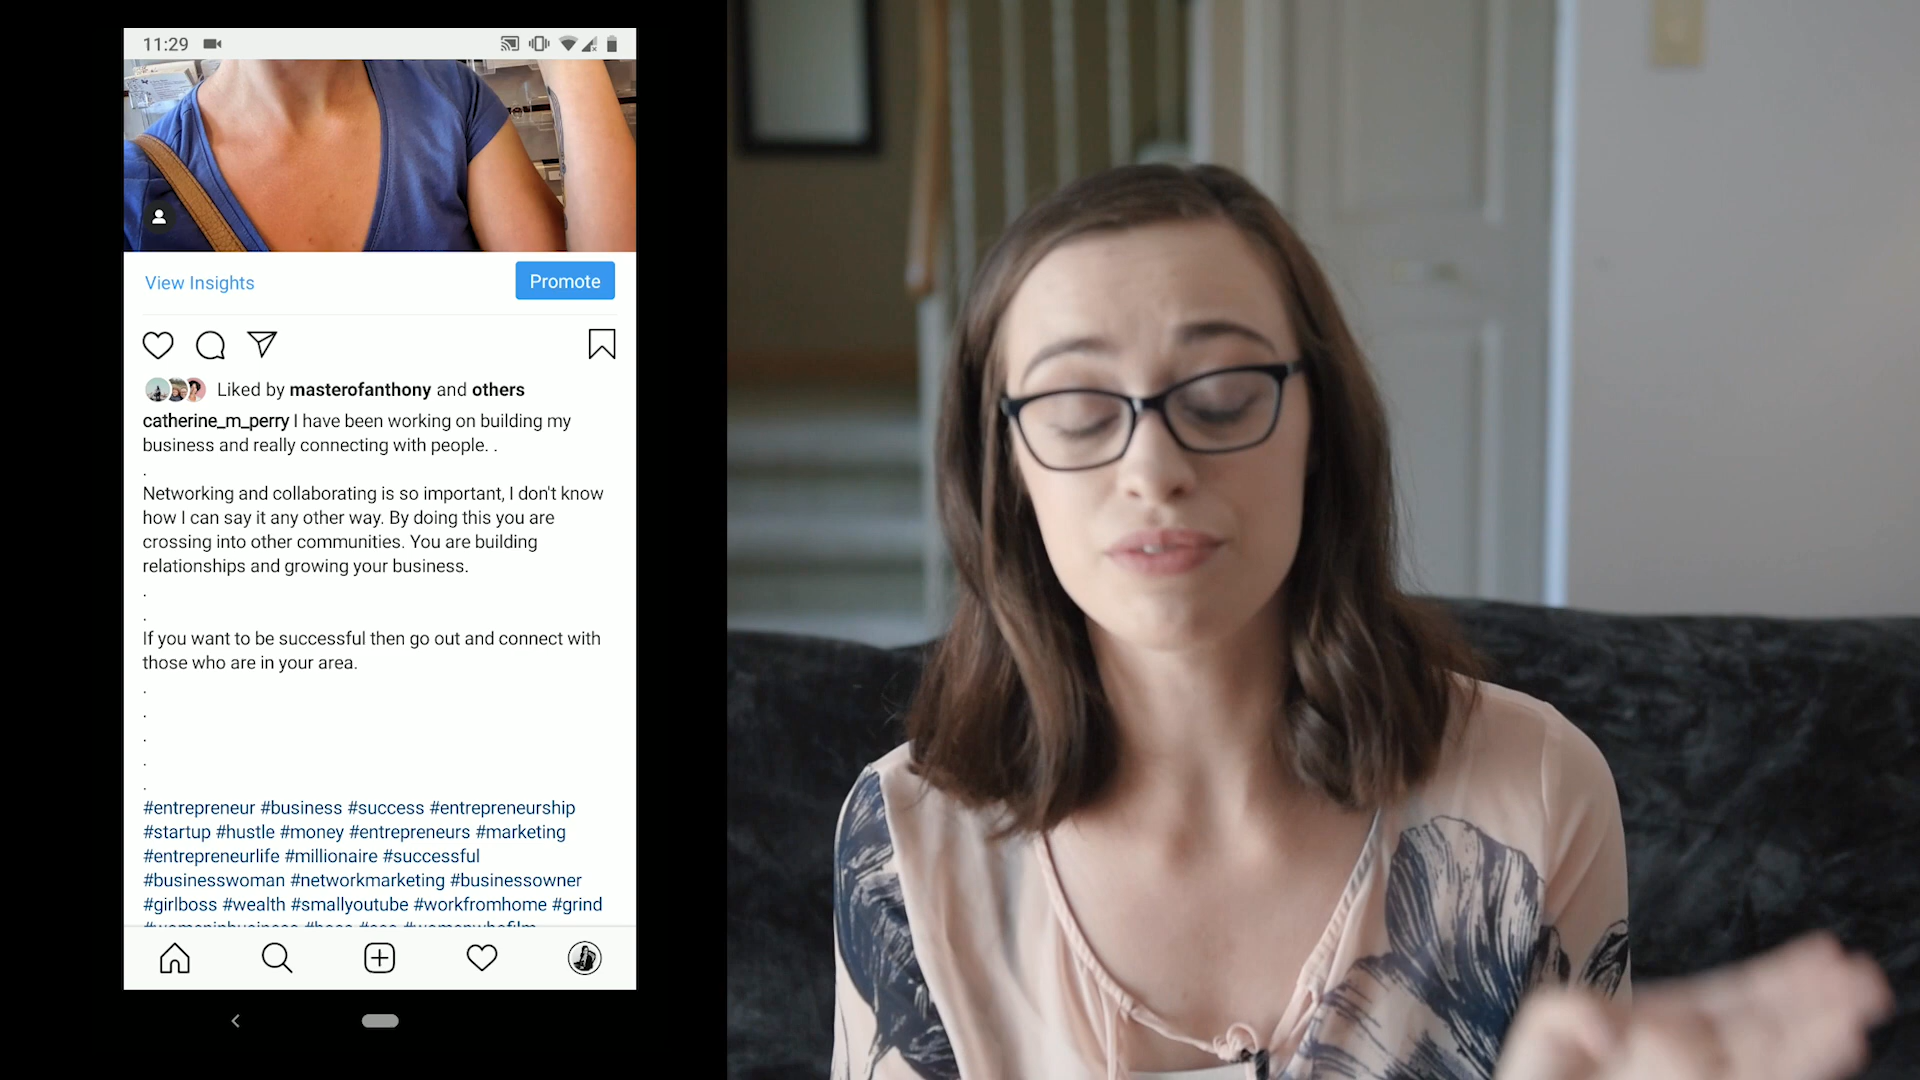 11:29
View Insights
Promote
Liked by masterofanthony and others
catherine_m_perry I have been working on building my
business and really connecting with people. .
.
Networking and collaborating is so important, I don't know
how I can say it any other way. By doing this you are
crossing into other communities. You are building
relationships and growing your business.
.
.
If you want to be successful then go out and connect with
those who are in your area.
.
.
.
.
.
#entrepreneur #business #success #entrepreneurship
#startup #hustle #money #entrepreneurs #marketing
#entrepreneurlife #millionaire #successful
#businesswoman #networkmarketing #businessowner
#girlboss #wealth #smallyoutube #workfromhome #grind